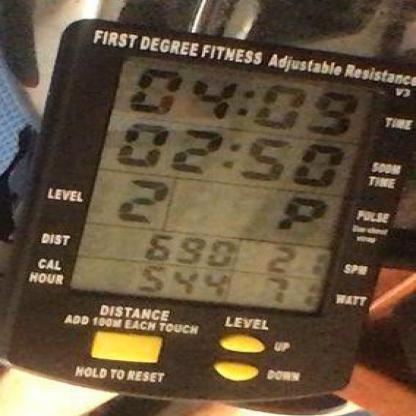 FIRST DEGREE FITNESS Adjustable Resistance
V3
04:03 TIME
02:50 500M TIME
LEVEL 2 P PULSE
DIST 690 SPM
CAL HOUR 544 WATT
DISTANCE
ADD 100M EACH TOUCH
HOLD TO RESET
LEVEL
UP
DOWN